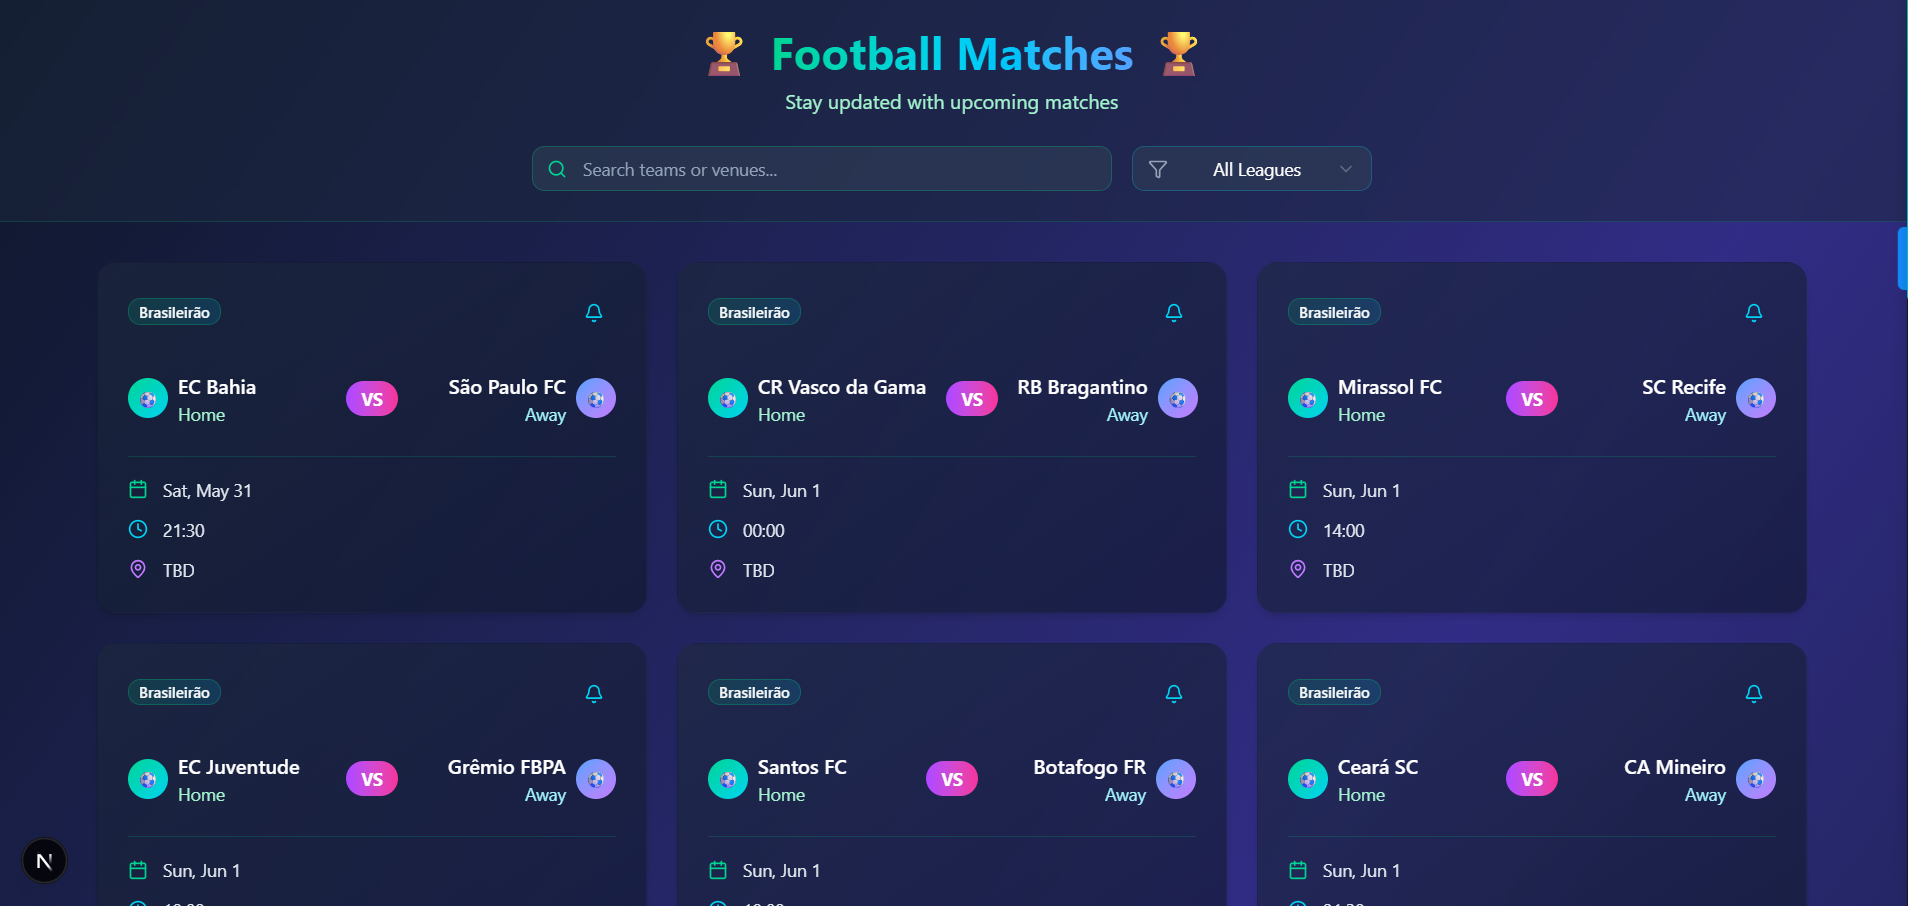 Football Matches
Stay updated with upcoming matches
Search teams or venues...
All Leagues
Brasileirão
EC Bahia
Home
VS
São Paulo FC
Away
Sat, May 31
21:30
TBD
Brasileirão
CR Vasco da Gama
Home
VS
RB Bragantino
Away
Sun, Jun 1
00:00
TBD
Brasileirão
Mirassol FC
Home
VS
SC Recife
Away
Sun, Jun 1
14:00
TBD
Brasileirão
EC Juventude
Home
VS
Grêmio FBPA
Away
Sun, Jun 1
Brasileirão
Santos FC
Home
VS
Botafogo FR
Away
Sun, Jun 1
Brasileirão
Ceará SC
Home
VS
CA Mineiro
Away
Sun, Jun 1
N